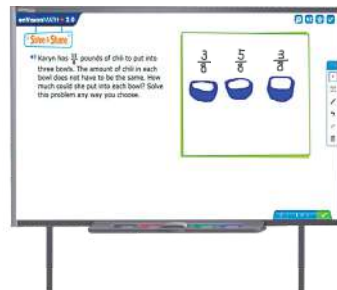 enVisionMATH 2.0
Solve & Share
Karyn has 11/8 pounds of chili to put into
three bowls. The amount of chili in each
bowl does not have to be the same. How
much could she put into each bowl? Solve
this problem any way you choose.
3/8 5/8 3/8